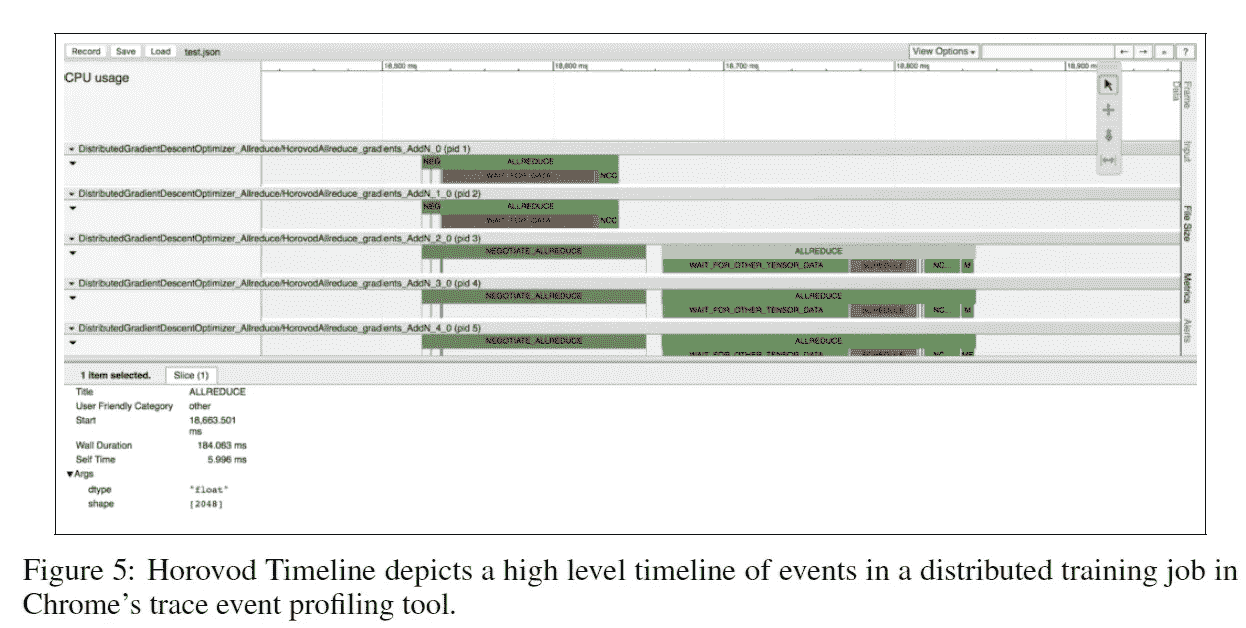 Record Save Load test.json View Options ← → » ?
CPU usage
18,500 ms 18,600 ms 18,700 ms 18,800 ms 18,900 m
Frame Data
Input
File Size
Metrics
Alerts
DistributedGradientDescentOptimizer_Allreduce/HorovodAllreduce_gradients_AddN_0 (pid 1)
NEG ALLREDUCE
WAIT_FOR_DATA NCC
DistributedGradientDescentOptimizer_Allreduce/HorovodAllreduce_gradients_AddN_1_0 (pid 2)
NEG ALLREDUCE
WAIT_FOR_DATA NCC
DistributedGradientDescentOptimizer_Allreduce/HorovodAllreduce_gradients_AddN_2_0 (pid 3)
NEGOTIATE_ALLREDUCE ALLREDUCE
WAIT_FOR_OTHER_TENSOR_DATA SCHEDULE NC... M
DistributedGradientDescentOptimizer_Allreduce/HorovodAllreduce_gradients_AddN_3_0 (pid 4)
NEGOTIATE_ALLREDUCE ALLREDUCE
WAIT_FOR_OTHER_TENSOR_DATA SCHEDULE NC... M
DistributedGradientDescentOptimizer_Allreduce/HorovodAllreduce_gradients_AddN_4_0 (pid 5)
NEGOTIATE_ALLREDUCE ALLREDUCE
WAIT_FOR_OTHER_TENSOR_DATA SCHEDULE NC... ME
1 item selected. Slice (1)
Title ALLREDUCE
User Friendly Category other
Start 18,663.501
ms
Wall Duration 184.063 ms
Self Time 5.996 ms
▼Args
dtype "float"
shape [2048]
Figure 5: Horovod Timeline depicts a high level timeline of events in a distributed training job in
Chrome's trace event profiling tool.